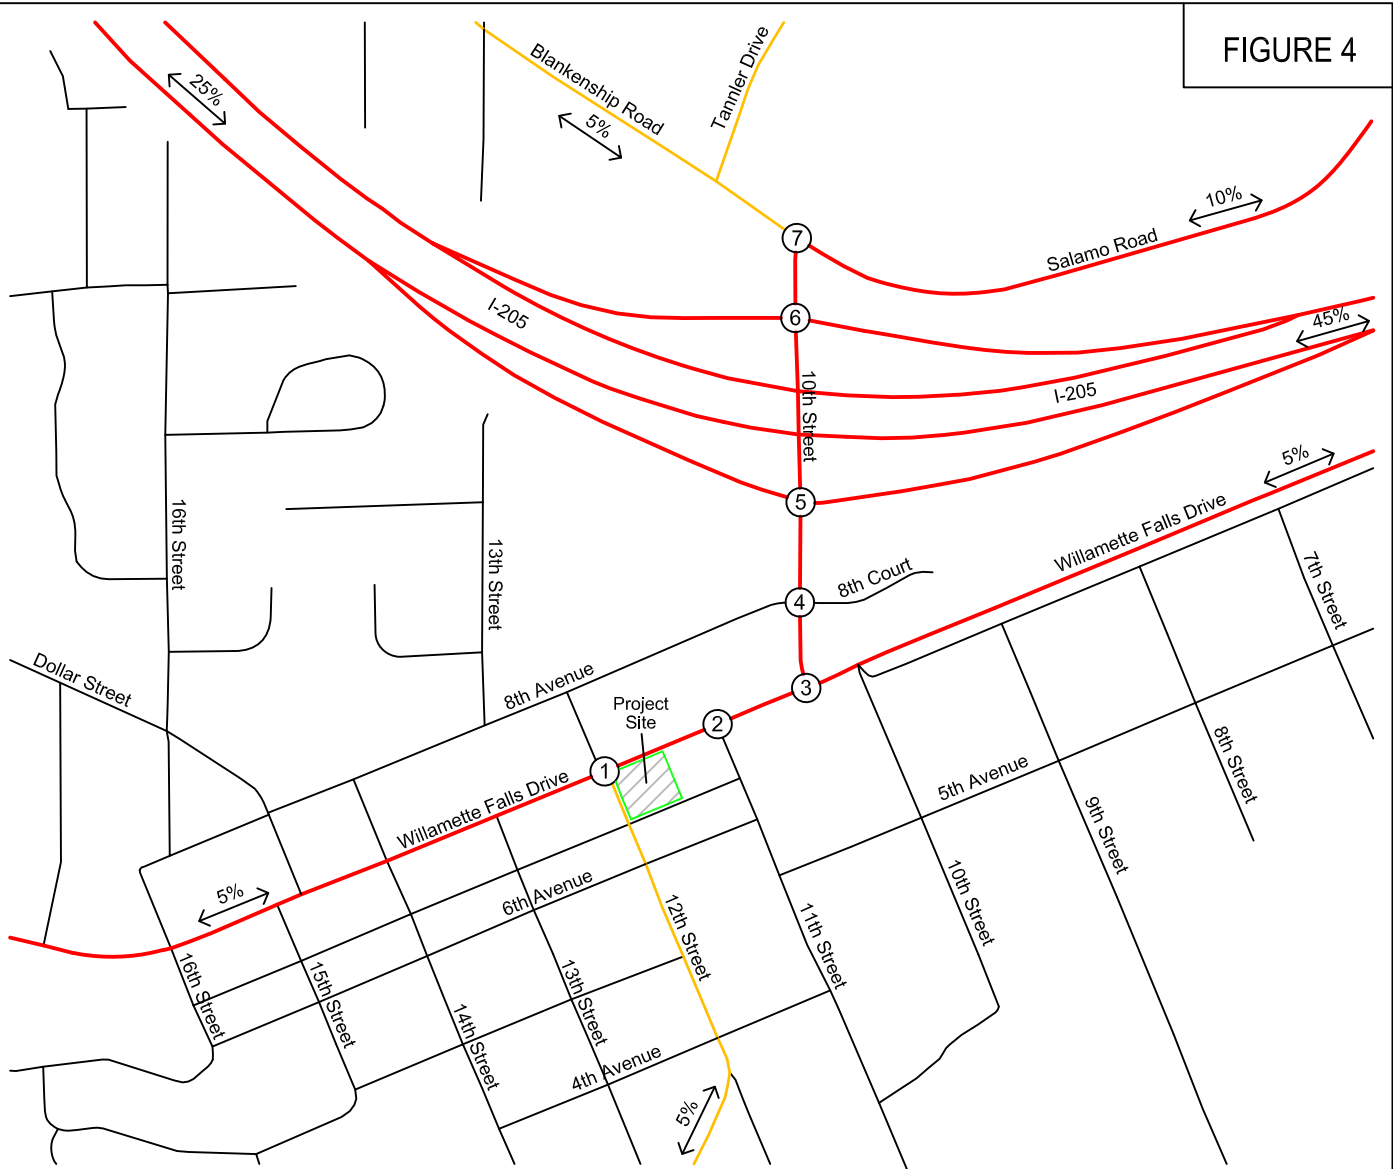 FIGURE 4
25%
Blankenship Road
5%
Tannler Drive
7
10%
Salamo Road
I-205
6
45%
10th Street
I-205
5
5%
Willamette Falls Drive
16th Street
13th Street
4
8th Court
7th Street
Dollar Street
8th Avenue
3
Project
Site
2
1
Willamette Falls Drive
5th Avenue
8th Street
9th Street
5%
6th Avenue
12th Street
11th Street
10th Street
16th Street
15th Street
13th Street
14th Street
4th Avenue
5%